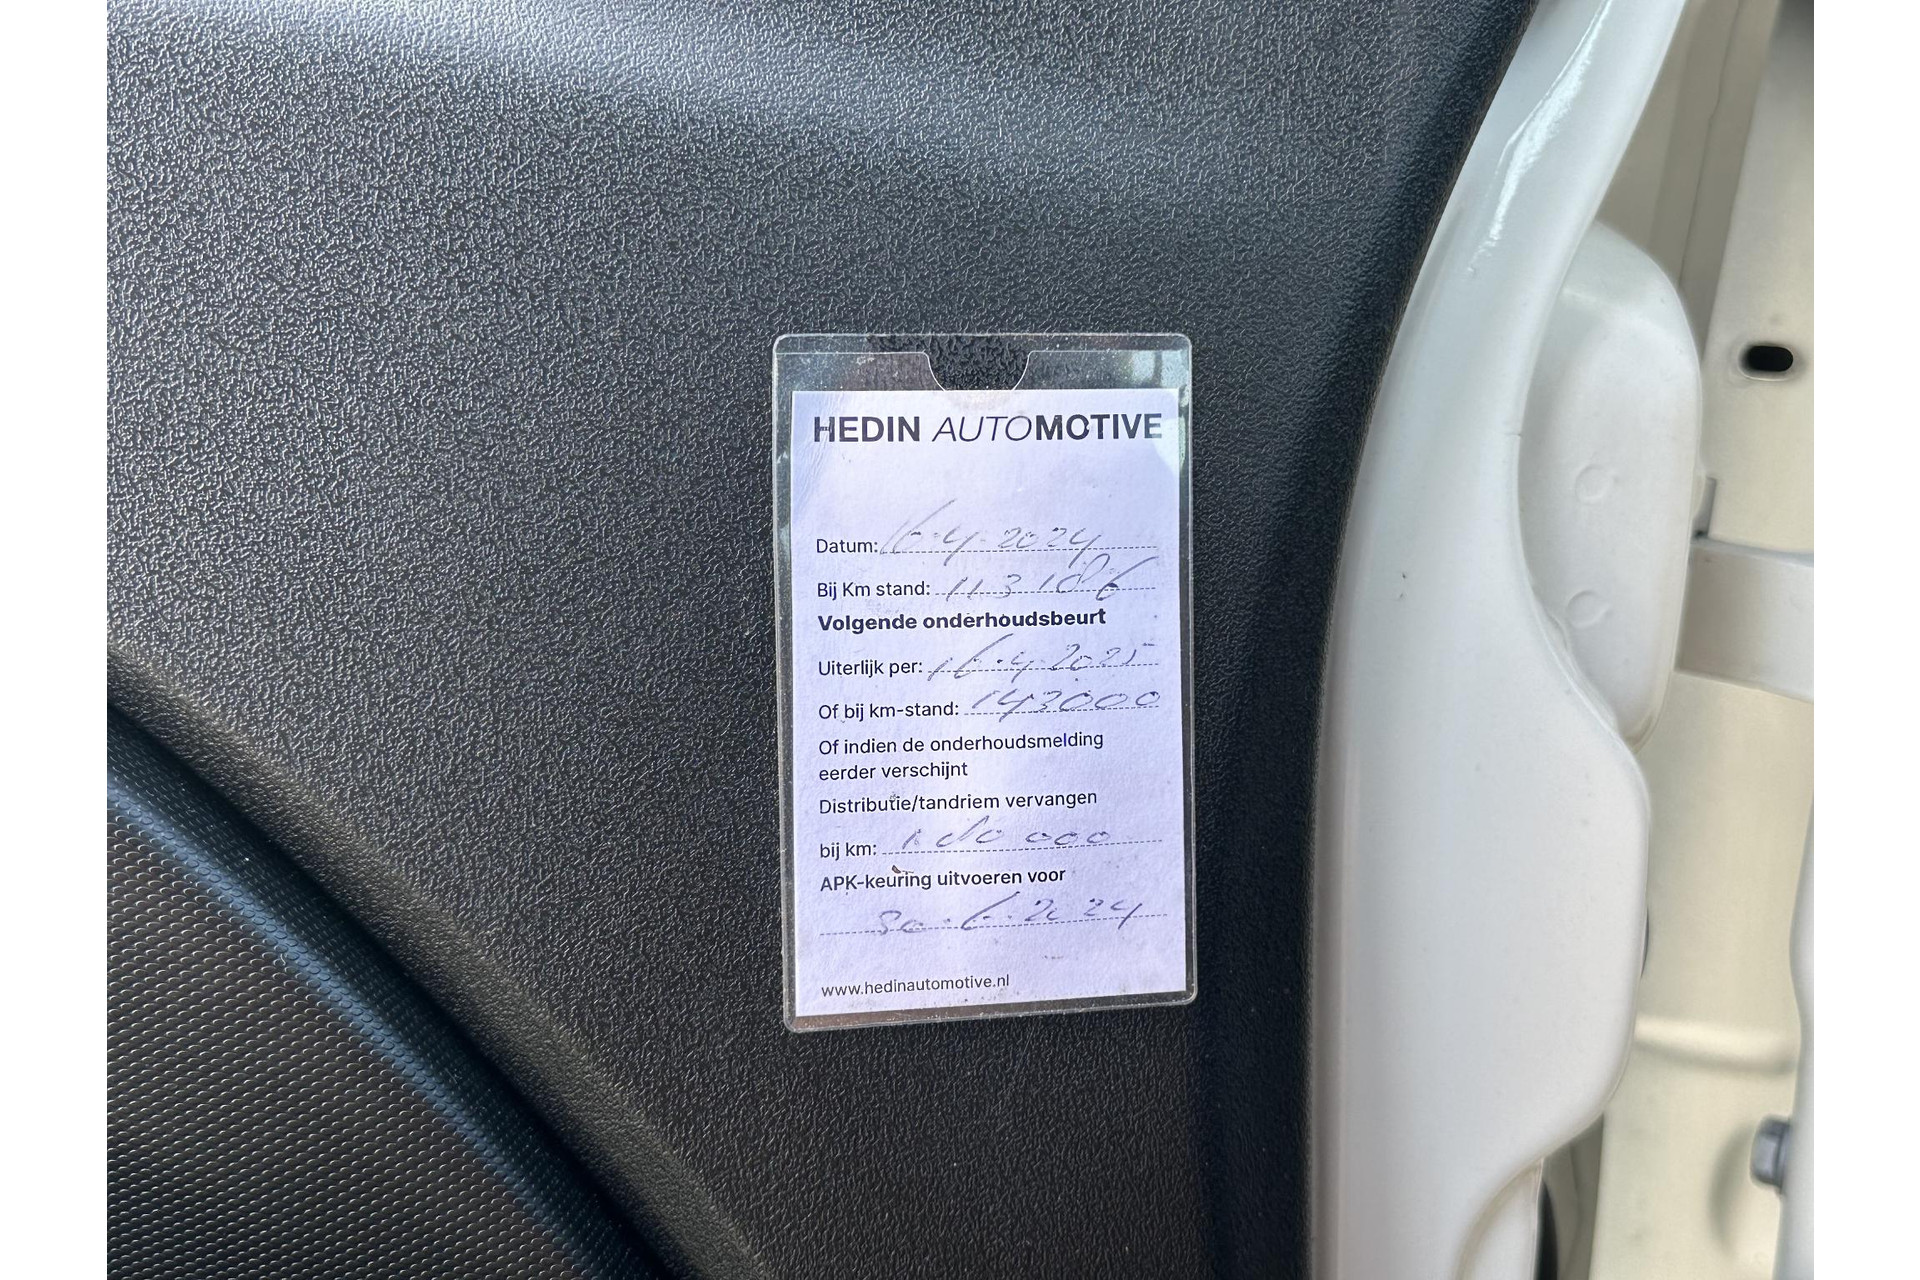 HEDIN AUTOMOTIVE
Datum: 16-4-2024
Bij Km stand: 113186
Volgende onderhoudsbeurt
Uiterlijk per: 16-4-2025
Of bij km-stand: 143000
Of indien de onderhoudsmelding
eerder verschijnt
Distributie/tandriem vervangen
bij km: 180 000
APK-keuring uitvoeren voor
www.hedinautomotive.nl